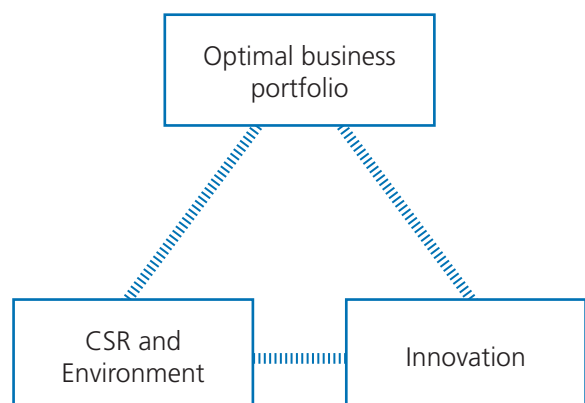 Optimal business
portfolio
CSR and
Environment
Innovation